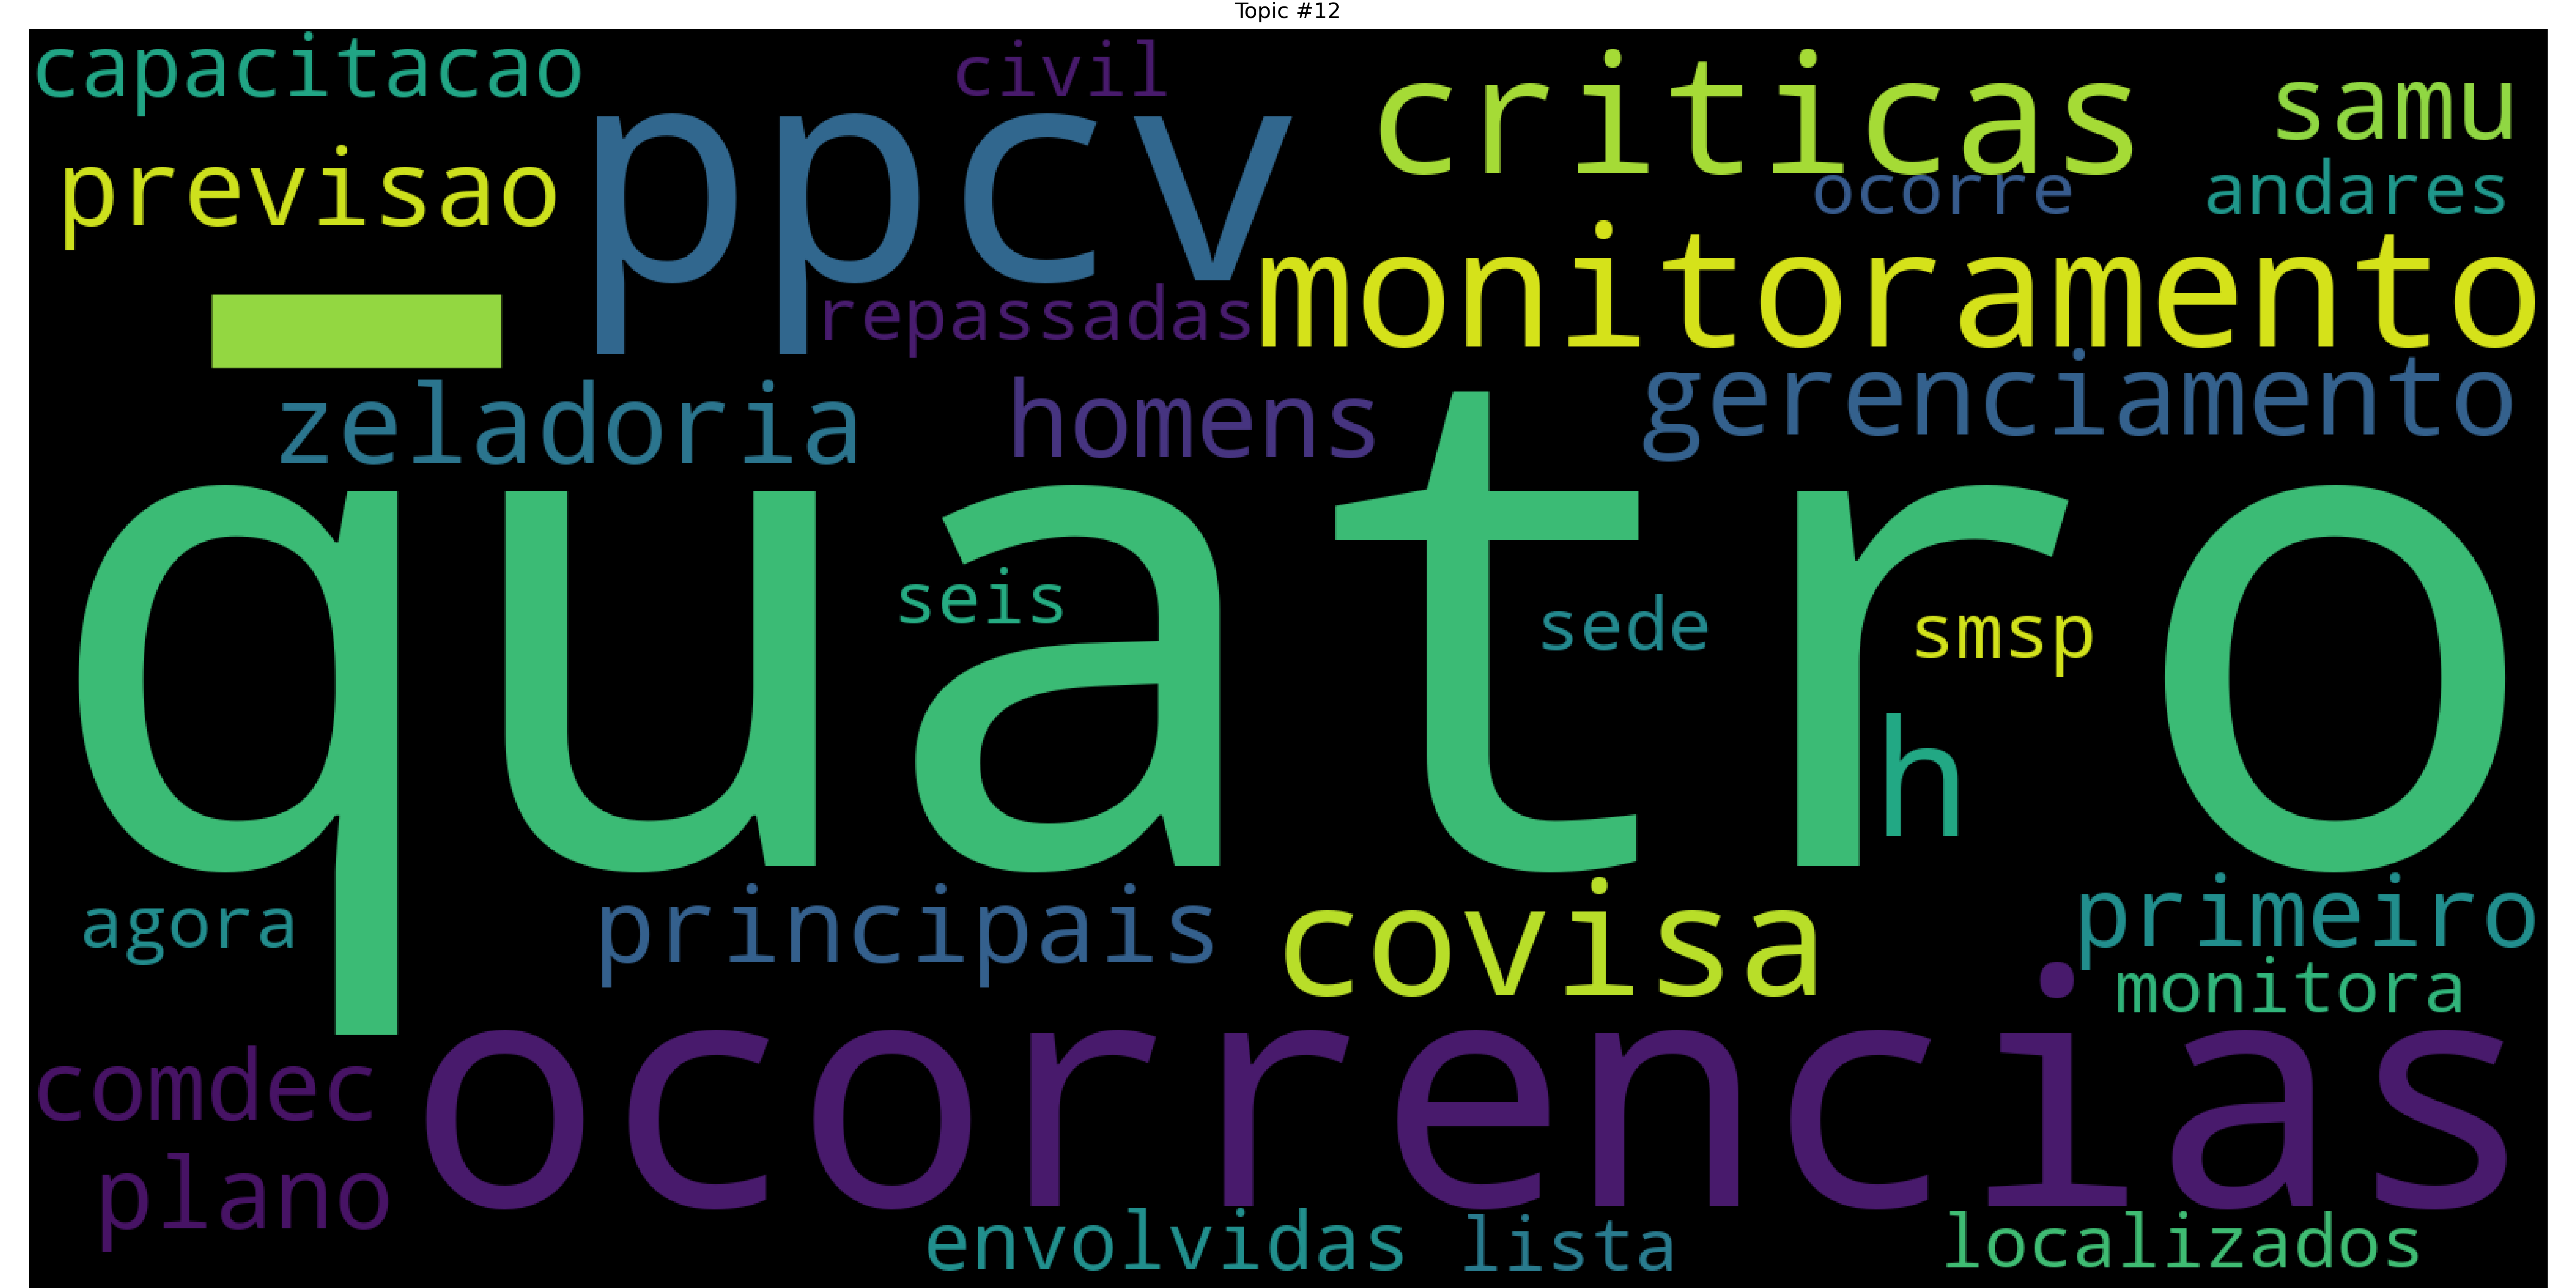 Topic #12
capacitacao
civil
criticas
samu
previsao
ppcv
ocorre
andares
repassadas
monitoramento
zeladoria
homens
gerenciamento
quatro
seis
sede
smsp
h
agora
principais
covisa
primeiro
monitora
comdec
ocorrencias
plano
envolvidas
lista
localizados